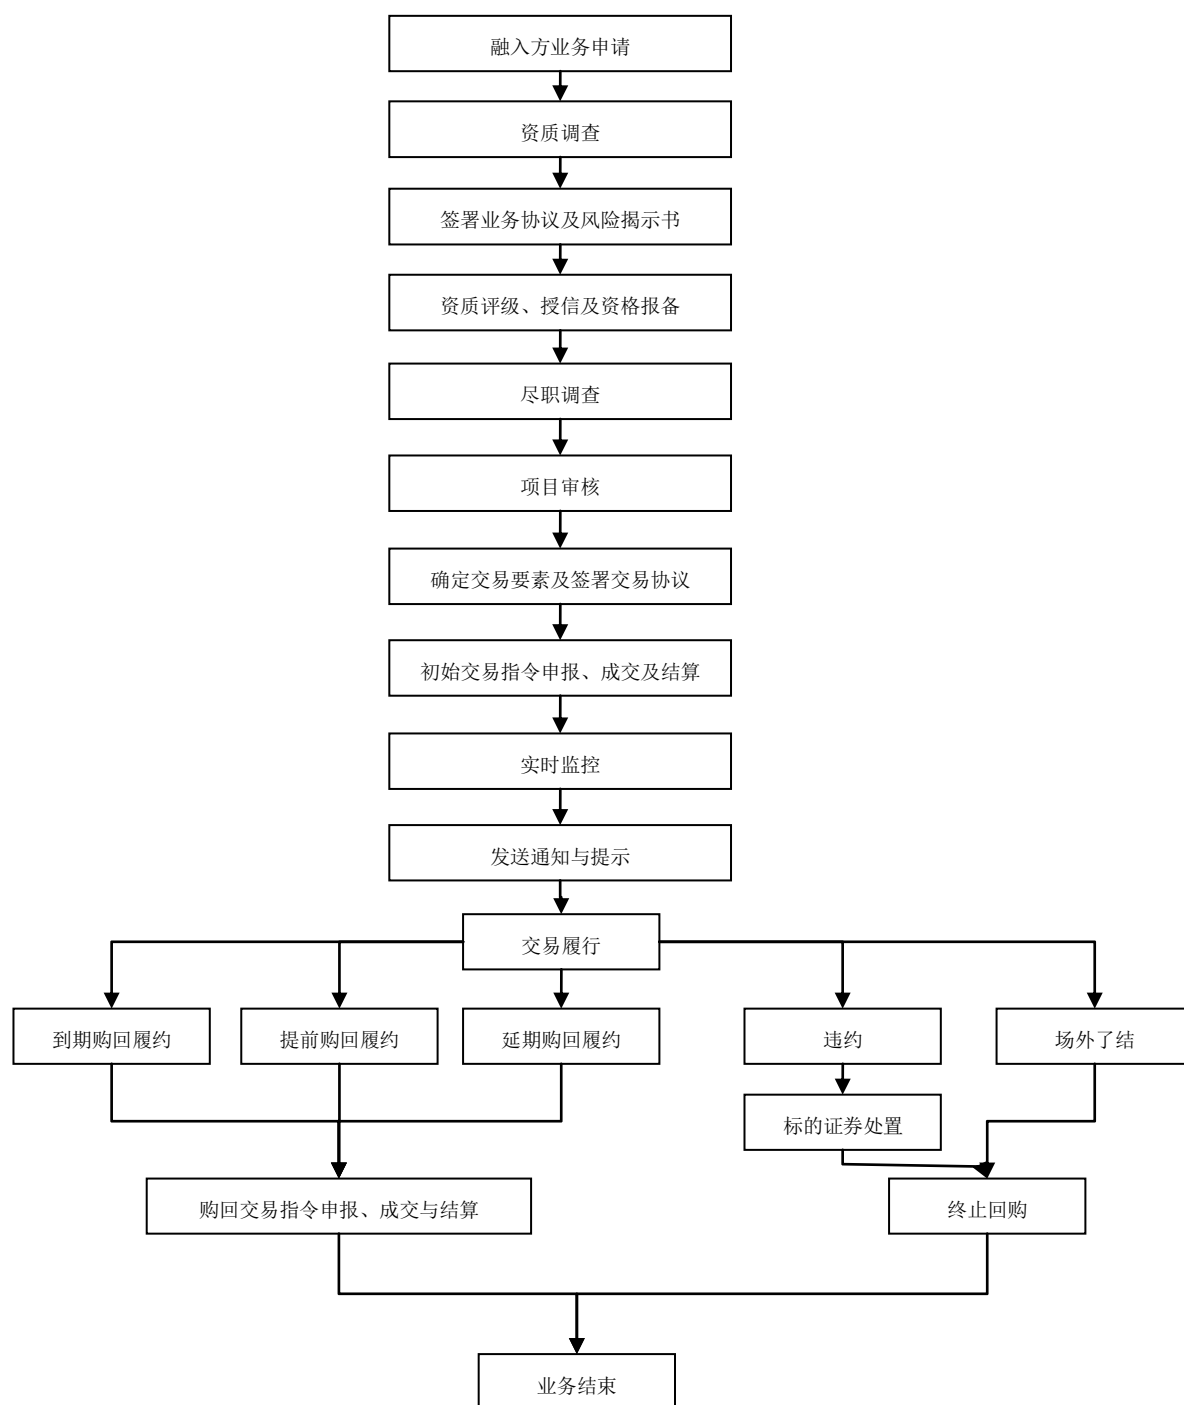 融入方业务申请
资质调查
签署业务协议及风险揭示书
资质评级、授信及资格报备
尽职调查
项目审核
确定交易要素及签署交易协议
初始交易指令申报、成交及结算
实时监控
发送通知与提示
交易履行
到期购回履约
提前购回履约
延期购回履约
违约
场外了结
标的证券处置
购回交易指令申报、成交与结算
终止回购
业务结束